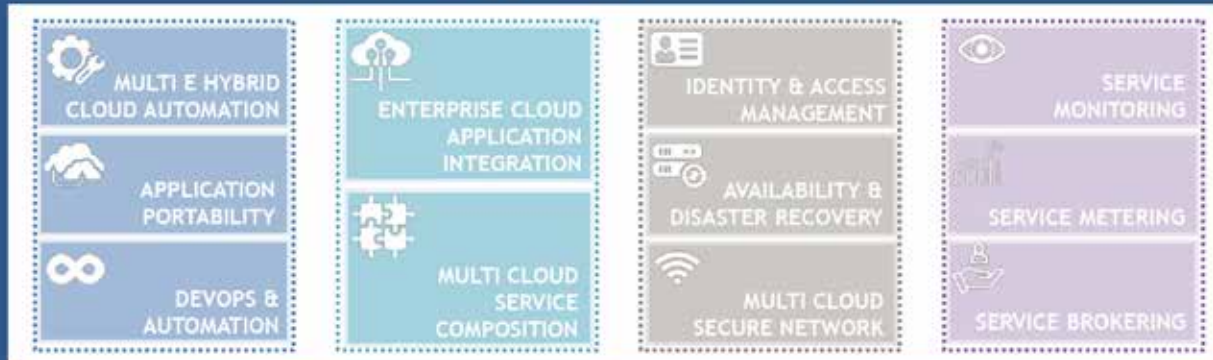 MULTI E HYBRID
CLOUD AUTOMATION
APPLICATION
PORTABILITY
DEVOPS &
AUTOMATION
ENTERPRISE CLOUD
APPLICATION
INTEGRATION
MULTI CLOUD
SERVICE
COMPOSITION
IDENTITY & ACCESS
MANAGEMENT
AVAILABILITY &
DISASTER RECOVERY
MULTI CLOUD
SECURE NETWORK
SERVICE
MONITORING
SERVICE METERING
SERVICE BROKERING